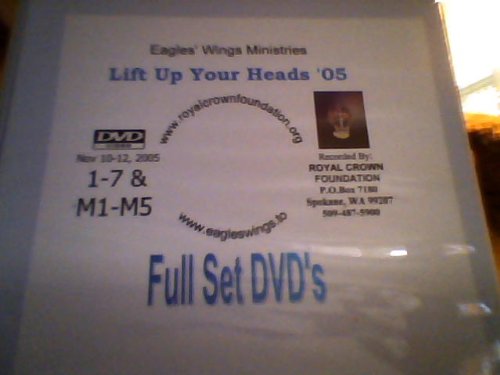 Eagles' Wings Ministries
Lift Up Your Heads '05
www.royalcrownfoundation.org
DVD
Nov 10-12, 2005
1-7 &
M1-M5
Recorded By:
ROYAL CROWN
FOUNDATION
P.O.Box 7180
Spokane, WA 99207
509-487-5900
www.eagleswings.to
Full Set DVD's